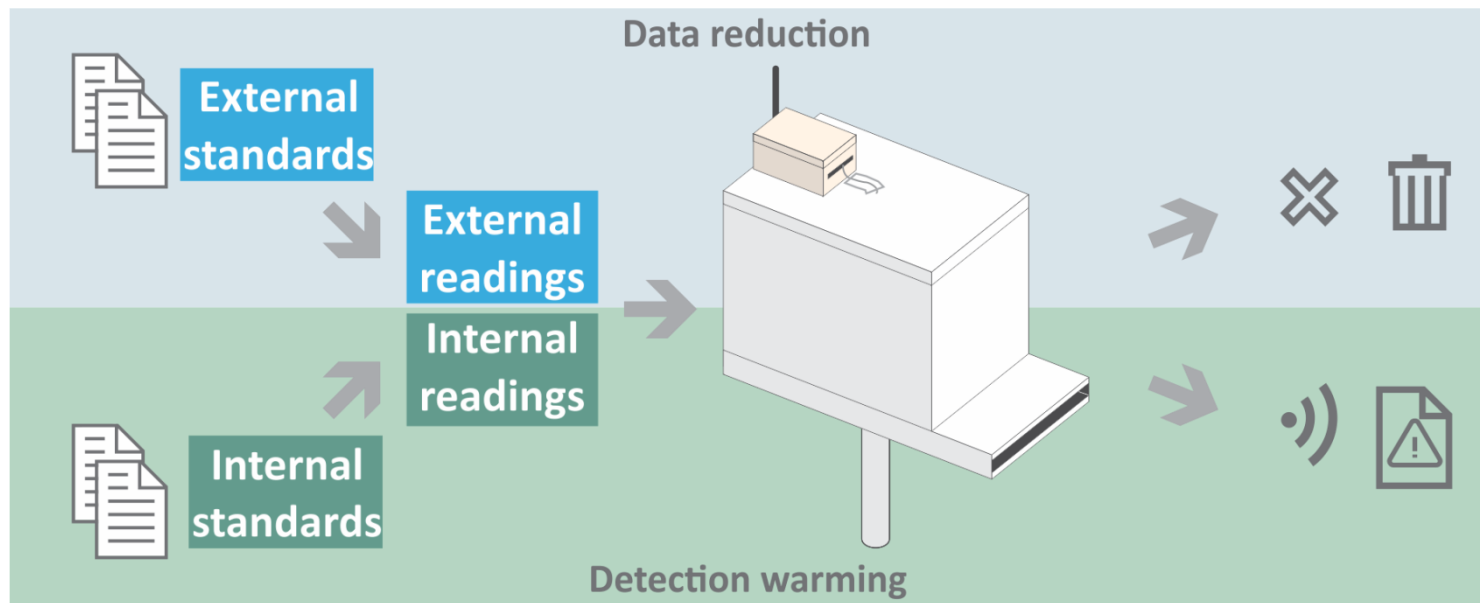 Data reduction
External
standards
External
readings
Internal
readings
Internal
standards
Detection warming